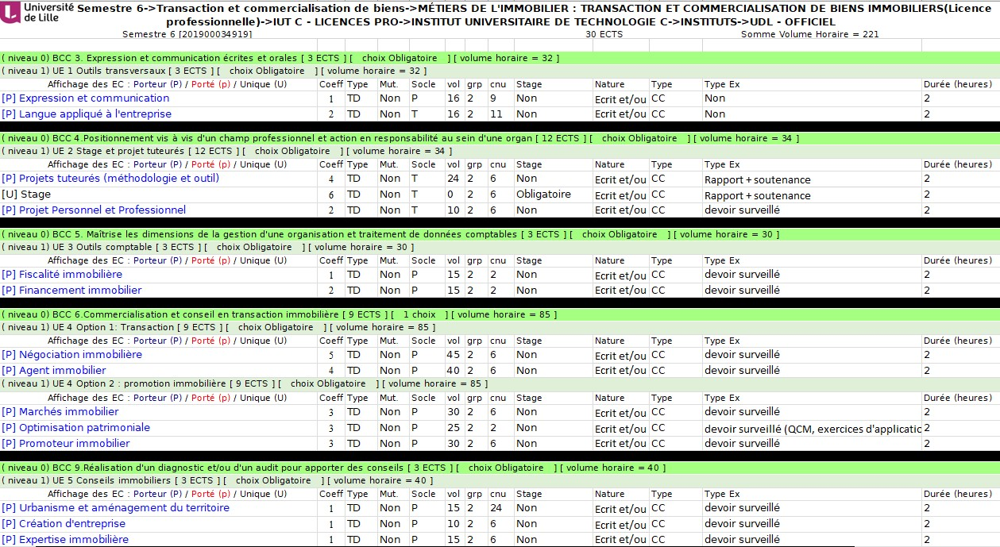 Université de Lille
Semestre 6->Transaction et commercialisation de biens->MÉTIERS DE L'IMMOBILIER : TRANSACTION ET COMMERCIALISATION DE BIENS IMMOBILIERS(Licence
professionnelle)->IUT C - LICENCES PRO->INSTITUT UNIVERSITAIRE DE TECHNOLOGIE C->INSTITUTS->UDL - OFFICIEL
Semestre 6 [201900034919] 30 ECTS Somme Volume Horaire = 221
( niveau 0) BCC 3. Expression et communication écrites et orales [ 3 ECTS ] [ choix Obligatoire ] [ volume horaire = 32 ]
( niveau 1) UE 1 Outils transversaux [ 3 ECTS ] [ choix Obligatoire ] [ volume horaire = 32 ]
Affichage des EC : Porteur (P) / Porté (p) / Unique (U) Coeff Type Mut. Socle vol grp cnu Stage Nature Type Type Ex Durée (heures)
[P] Expression et communication 1 TD Non P 16 2 9 Non Ecrit et/ou CC Non 2
[P] Langue appliqué à l'entreprise 2 TD Non T 16 2 11 Non Ecrit et/ou CC Non 2
( niveau 0) BCC 4.Positionnement vis à vis d'un champ professionnel et action en responsabilité au sein d'une organ [ 12 ECTS ] [ choix Obligatoire ] [ volume horaire = 34 ]
( niveau 1) UE 2 Stage et projet tuteurés [ 12 ECTS ] [ choix Obligatoire ] [ volume horaire = 34 ]
Affichage des EC : Porteur (P) / Porté (p) / Unique (U) Coeff Type Mut. Socle vol grp cnu Stage Nature Type Type Ex Durée (heures)
[P] Projets tuteurés (méthodologie et outil) 4 TD Non T 24 2 6 Non Ecrit et/ou CC Rapport + soutenance 2
[U] Stage 6 TD Non T 0 2 6 Obligatoire Ecrit et/ou CC Rapport + soutenance 2
[P] Projet Personnel et Professionnel 2 TD Non T 10 2 6 Non Ecrit et/ou CC devoir surveillé 2
( niveau 0) BCC 5. Maîtrise les dimensions de la gestion d'une organisation et traitement de données comptables [ 3 ECTS ] [ choix Obligatoire ] [ volume horaire = 30 ]
( niveau 1) UE 3 Outils comptable [ 3 ECTS ] [ choix Obligatoire ] [ volume horaire = 30 ]
Affichage des EC : Porteur (P) / Porté (p) / Unique (U) Coeff Type Mut. Socle vol grp cnu Stage Nature Type Type Ex Durée (heures)
[P] Fiscalité immobilière 1 TD Non P 15 2 2 Non Ecrit et/ou CC devoir surveillé 2
[P] Financement immobilier 2 TD Non P 15 2 2 Non Ecrit et/ou CC devoir surveillé 2
( niveau 0) BCC 6.Commercialisation et conseil en transaction immobilière [ 9 ECTS ] [ 1 choix ] [ volume horaire = 85 ]
( niveau 1) UE 4 Option 1: Transaction [ 9 ECTS ] [ choix Obligatoire ] [ volume horaire = 85 ]
Affichage des EC : Porteur (P) / Porté (p) / Unique (U) Coeff Type Mut. Socle vol grp cnu Stage Nature Type Type Ex Durée (heures)
[P] Négociation immobilière 5 TD Non P 45 2 6 Non Ecrit et/ou CC devoir surveillé 2
[P] Agent immobilier 4 TD Non P 40 2 6 Non Ecrit et/ou CC devoir surveillé 2
( niveau 1) UE 4 Option 2 : promotion immobilière [ 9 ECTS ] [ choix Obligatoire ] [ volume horaire = 85 ]
Affichage des EC : Porteur (P) / Porté (p) / Unique (U) Coeff Type Mut. Socle vol grp cnu Stage Nature Type Type Ex Durée (heures)
[P] Marchés immobilier 3 TD Non P 30 2 6 Non Ecrit et/ou CC devoir surveillé 2
[P] Optimisation patrimoniale 3 TD Non P 25 2 2 Non Ecrit et/ou CC devoir surveillé (QCM, exercices d'applicatic 2
[P] Promoteur immobilier 3 TD Non P 30 2 6 Non Ecrit et/ou CC devoir surveillé 2
( niveau 0) BCC 9.Réalisation d'un diagnostic et/ou d'un audit pour apporter des conseils [ 3 ECTS ] [ choix Obligatoire ] [ volume horaire = 40 ]
( niveau 1) UE 5 Conseils immobiliers [ 3 ECTS ] [ choix Obligatoire ] [ volume horaire = 40 ]
Affichage des EC : Porteur (P) / Porté (p) / Unique (U) Coeff Type Mut. Socle vol grp cnu Stage Nature Type Type Ex Durée (heures)
[P] Urbanisme et aménagement du territoire 1 TD Non P 15 2 24 Non Ecrit et/ou CC devoir surveillé 2
[P] Création d'entreprise 1 TD Non P 10 2 6 Non Ecrit et/ou CC devoir surveillé 2
[P] Expertise immobilière 1 TD Non P 15 2 6 Non Ecrit et/ou CC devoir surveillé 2